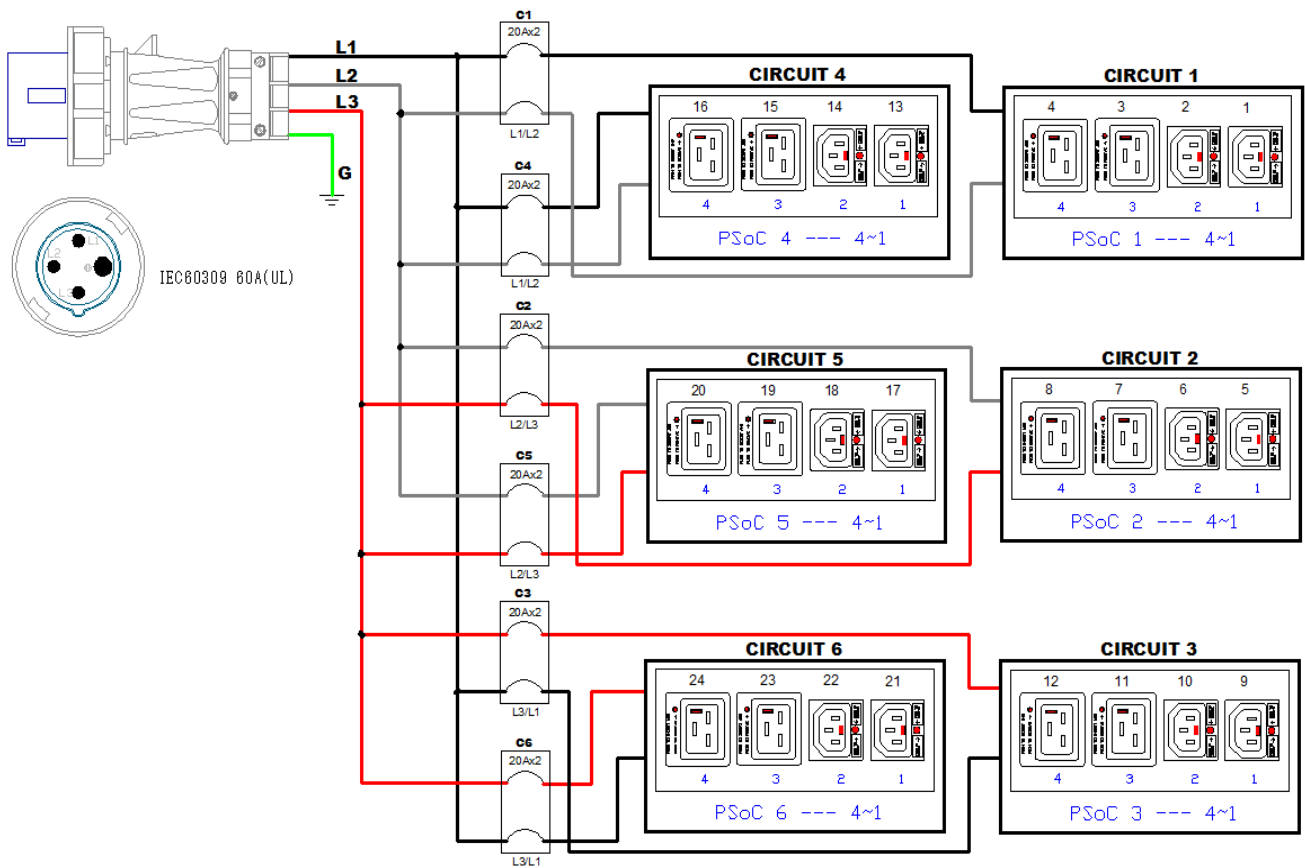 L1
L2
L3
G
L1
L2
L3
IEC60309 60A(UL)
C1
20Ax2
L1/L2
C4
20Ax2
L1/L2
C2
20Ax2
L2/L3
C5
20Ax2
L2/L3
C3
20Ax2
L3/L1
C6
20Ax2
L3/L1
CIRCUIT 4
16 15 14 13
4 3 2 1
PSoC 4 --- 4~1
CIRCUIT 1
4 3 2 1
4 3 2 1
PSoC 1 --- 4~1
CIRCUIT 5
20 19 18 17
4 3 2 1
PSoC 5 --- 4~1
CIRCUIT 2
8 7 6 5
4 3 2 1
PSoC 2 --- 4~1
CIRCUIT 6
24 23 22 21
4 3 2 1
PSoC 6 --- 4~1
CIRCUIT 3
12 11 10 9
4 3 2 1
PSoC 3 --- 4~1